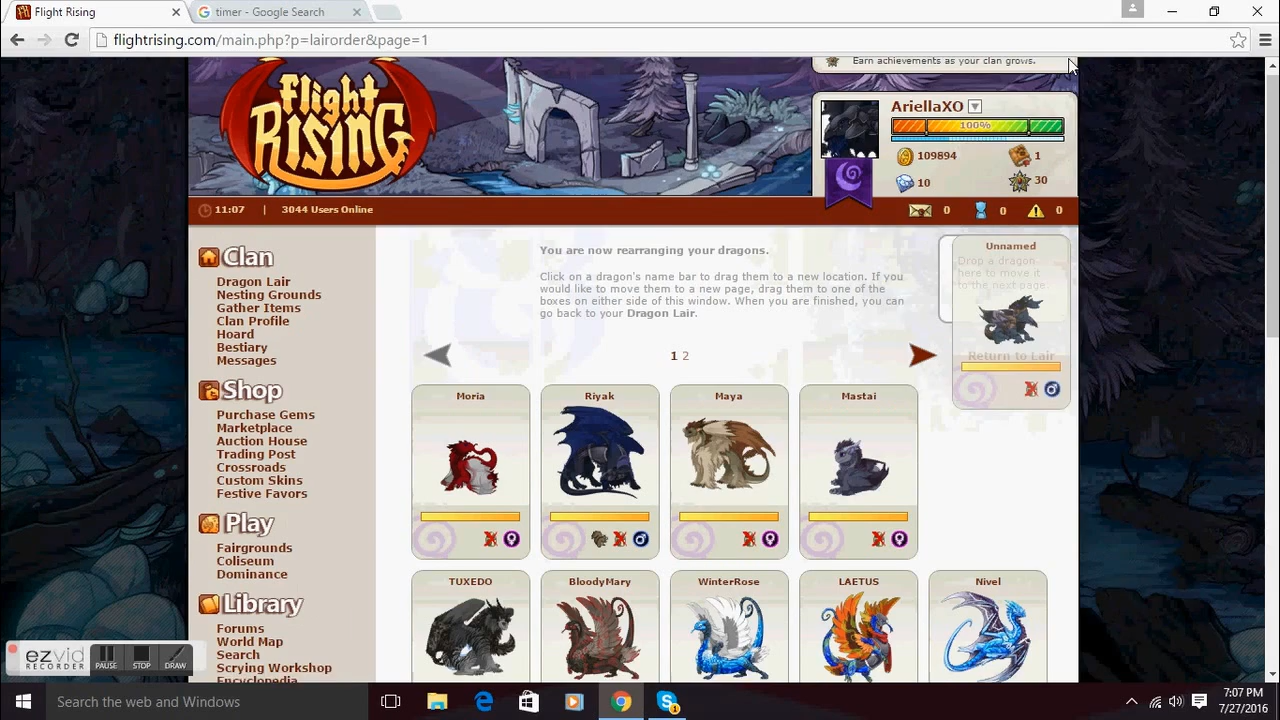 Flight Rising
timer - Google Search
flightrising.com/main.php?p=lairorder&page=1
Earn achievements as your clan grows.
flight
RISING
AriellaXO
100%
109894
1
10
30
11:07 | 3044 Users Online
0
0
0
Clan
Dragon Lair
Nesting Grounds
Gather Items
Clan Profile
Hoard
Bestiary
Messages
Shop
Purchase Gems
Marketplace
Auction House
Trading Post
Crossroads
Custom Skins
Festive Favors
Play
Fairgrounds
Coliseum
Dominance
Library
Forums
World Map
Search
Scrying Workshop
Encyclopedia
You are now rearranging your dragons.
Click on a dragon's name bar to drag them to a new location. If you
would like to move them to a new page, drag them to one of the
boxes on either side of this window. When you are finished, you can
go back to your Dragon Lair.
Unnamed
Drop a dragon
here to move it
to the next page
Return to Lair
1 2
Moria
Riyak
Maya
Mastai
TUXEDO
BloodyMary
WinterRose
LAETUS
Nivel
ezvid
RECORDER
PAUSE
STOP
DRAW
Search the web and Windows
1
7:07 PM
7/27/2016